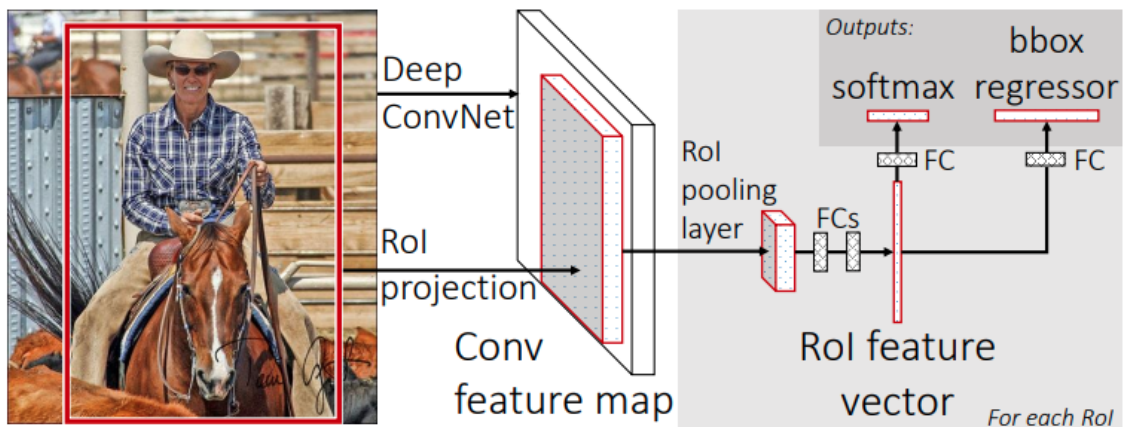 Deep
ConvNet
RoI
projection
Conv
feature map
RoI
pooling
layer
FCs
RoI feature
vector
For each RoI
Outputs:
softmax
bbox
regressor
FC
FC